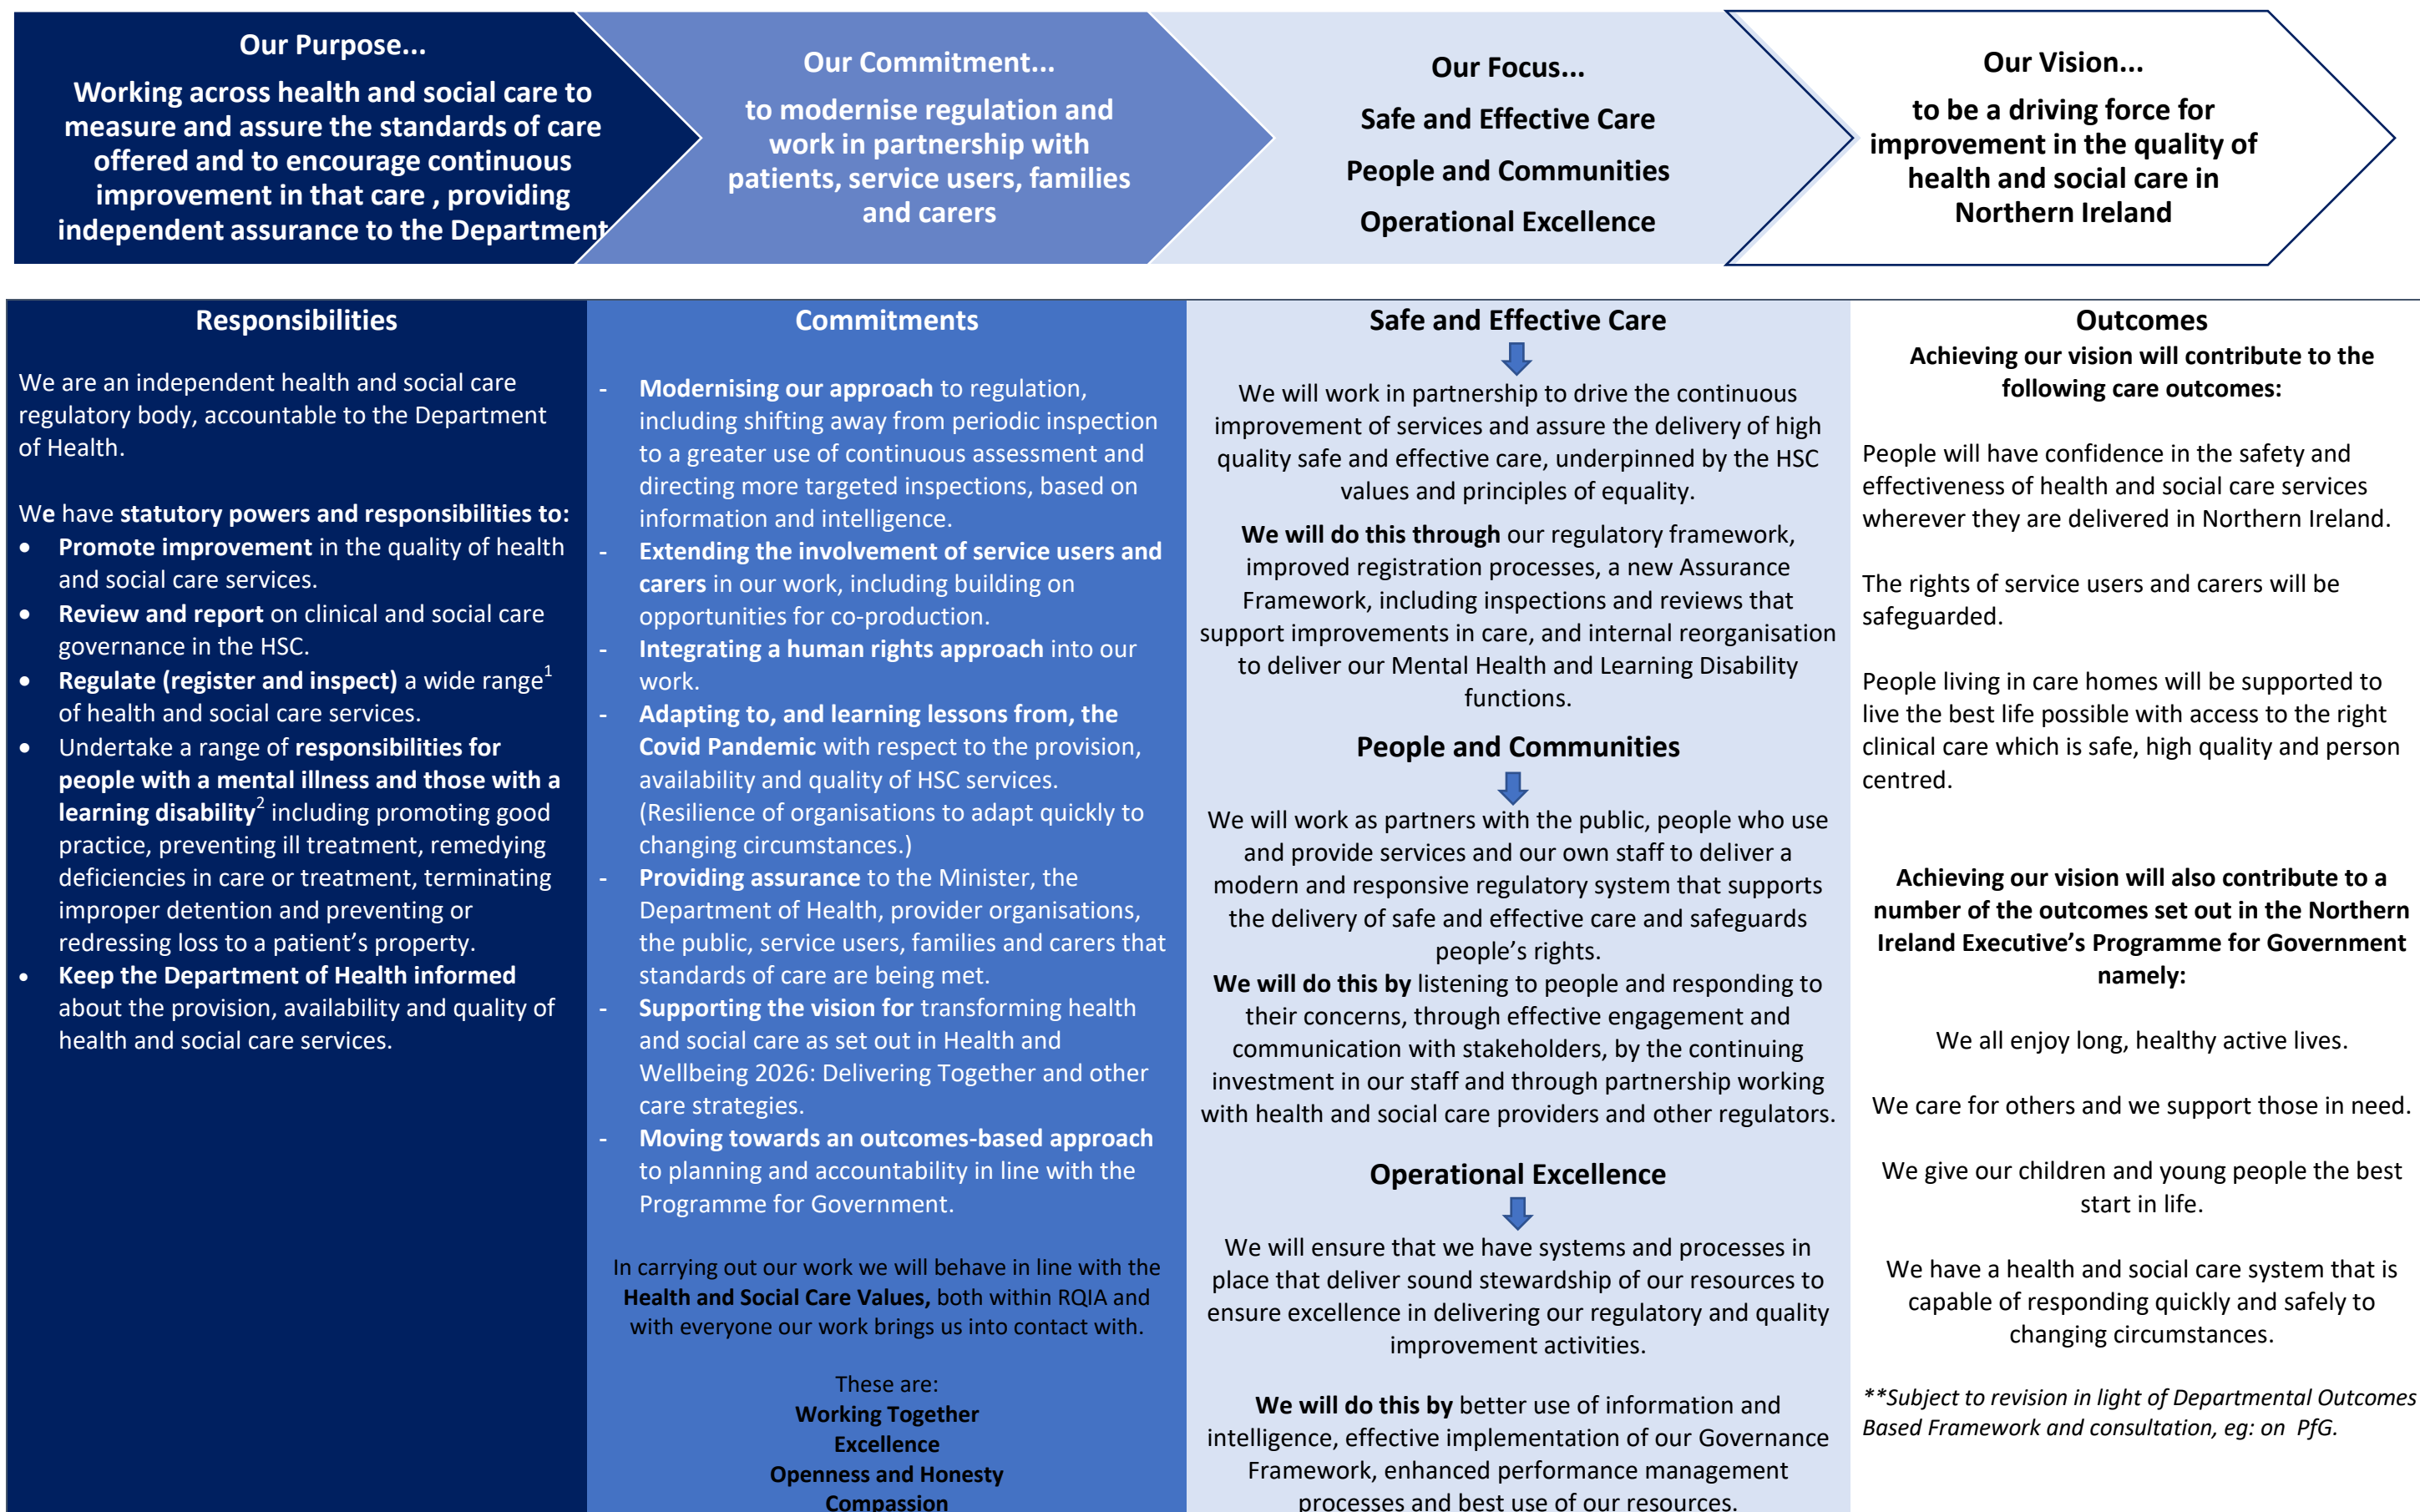 Our Purpose...
Working across health and social care to
measure and assure the standards of care
offered and to encourage continuous
improvement in that care , providing
independent assurance to the Department
Our Commitment...
to modernise regulation and
work in partnership with
patients, service users, families
and carers
Our Focus...
Safe and Effective Care
People and Communities
Operational Excellence
Our Vision...
to be a driving force for
improvement in the quality of
health and social care in
Northern Ireland
Responsibilities
We are an independent health and social care
regulatory body, accountable to the Department
of Health.
We have statutory powers and responsibilities to:
• Promote improvement in the quality of health
and social care services.
• Review and report on clinical and social care
governance in the HSC.
• Regulate (register and inspect) a wide range1
of health and social care services.
• Undertake a range of responsibilities for
people with a mental illness and those with a
learning disability2 including promoting good
practice, preventing ill treatment, remedying
deficiencies in care or treatment, terminating
improper detention and preventing or
redressing loss to a patient’s property.
• Keep the Department of Health informed
about the provision, availability and quality of
health and social care services.
Commitments
- Modernising our approach to regulation,
including shifting away from periodic inspection
to a greater use of continuous assessment and
directing more targeted inspections, based on
information and intelligence.
- Extending the involvement of service users and
carers in our work, including building on
opportunities for co-production.
- Integrating a human rights approach into our
work.
- Adapting to, and learning lessons from, the
Covid Pandemic with respect to the provision,
availability and quality of HSC services.
(Resilience of organisations to adapt quickly to
changing circumstances.)
- Providing assurance to the Minister, the
Department of Health, provider organisations,
the public, service users, families and carers that
standards of care are being met.
- Supporting the vision for transforming health
and social care as set out in Health and
Wellbeing 2026: Delivering Together and other
care strategies.
- Moving towards an outcomes-based approach
to planning and accountability in line with the
Programme for Government.
In carrying out our work we will behave in line with the
Health and Social Care Values, both within RQIA and
with everyone our work brings us into contact with.
These are:
Working Together
Excellence
Openness and Honesty
Compassion
Safe and Effective Care
We will work in partnership to drive the continuous
improvement of services and assure the delivery of high
quality safe and effective care, underpinned by the HSC
values and principles of equality.
We will do this through our regulatory framework,
improved registration processes, a new Assurance
Framework, including inspections and reviews that
support improvements in care, and internal reorganisation
to deliver our Mental Health and Learning Disability
functions.
People and Communities
We will work as partners with the public, people who use
and provide services and our own staff to deliver a
modern and responsive regulatory system that supports
the delivery of safe and effective care and safeguards
people’s rights.
We will do this by listening to people and responding to
their concerns, through effective engagement and
communication with stakeholders, by the continuing
investment in our staff and through partnership working
with health and social care providers and other regulators.
Operational Excellence
We will ensure that we have systems and processes in
place that deliver sound stewardship of our resources to
ensure excellence in delivering our regulatory and quality
improvement activities.
We will do this by better use of information and
intelligence, effective implementation of our Governance
Framework, enhanced performance management
processes and best use of our resources.
Outcomes
Achieving our vision will contribute to the
following care outcomes:
People will have confidence in the safety and
effectiveness of health and social care services
wherever they are delivered in Northern Ireland.
The rights of service users and carers will be
safeguarded.
People living in care homes will be supported to
live the best life possible with access to the right
clinical care which is safe, high quality and person
centred.
Achieving our vision will also contribute to a
number of the outcomes set out in the Northern
Ireland Executive’s Programme for Government
namely:
We all enjoy long, healthy active lives.
We care for others and we support those in need.
We give our children and young people the best
start in life.
We have a health and social care system that is
capable of responding quickly and safely to
changing circumstances.
**Subject to revision in light of Departmental Outcomes
Based Framework and consultation, eg: on PfG.